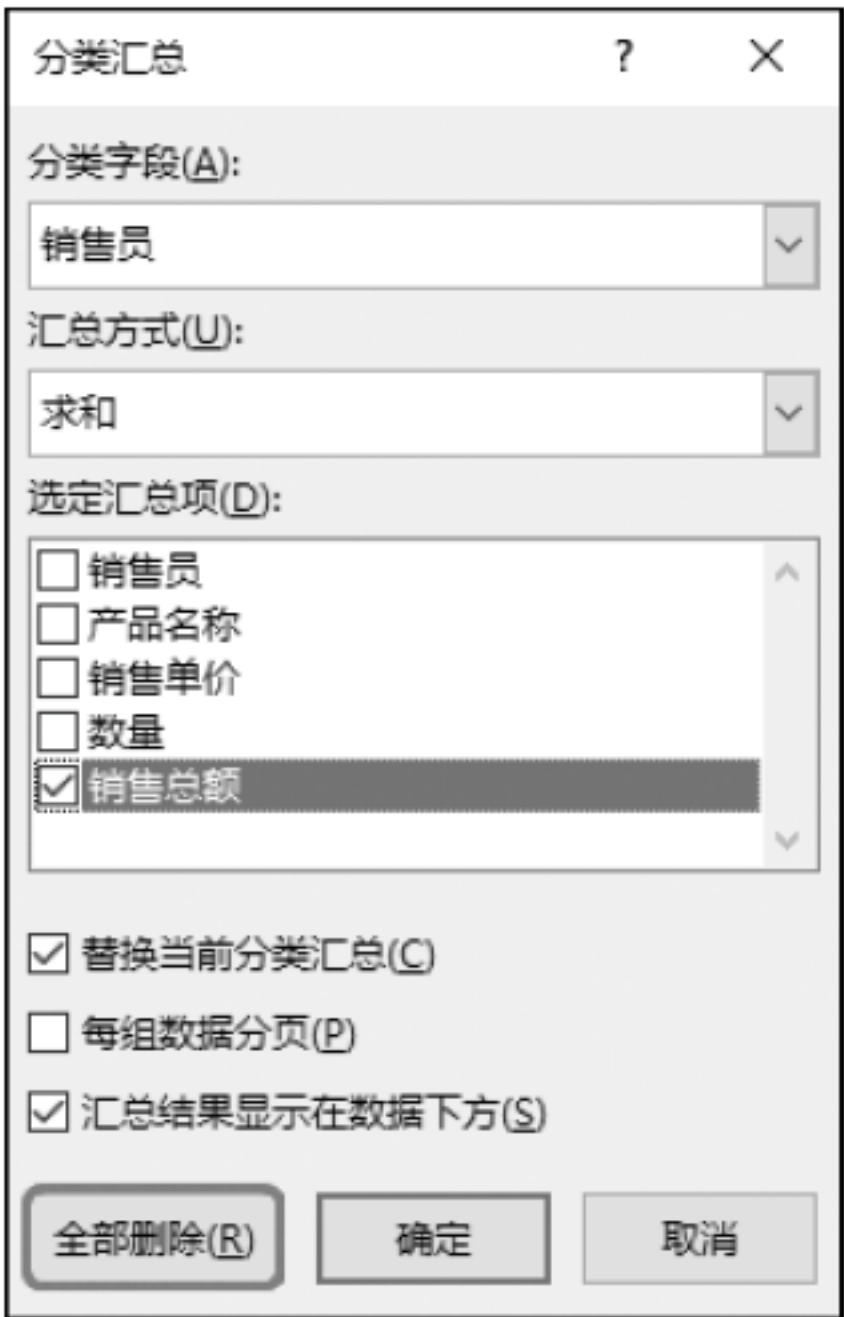 分类汇总 ?
分类字段(A):
销售员
汇总方式(U):
求和
选定汇总项(D):
销售员
产品名称
销售单价
数量
销售总额
替换当前分类汇总(C)
每组数据分页(P)
汇总结果显示在数据下方(S)
全部删除(R) 确定 取消